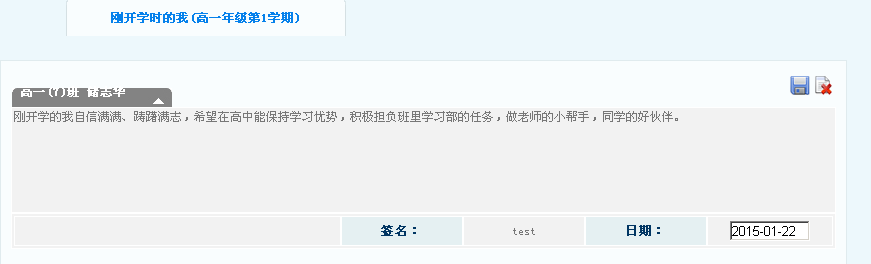 刚开学时的我(高一年级第1学期)
高一(7)班 储志华
刚开学的我自信满满、踌躇满志，希望在高中能保持学习优势，积极担负班里学习部的任务，做老师的小帮手，同学的好伙伴。
签名： test 日期： 2015-01-22